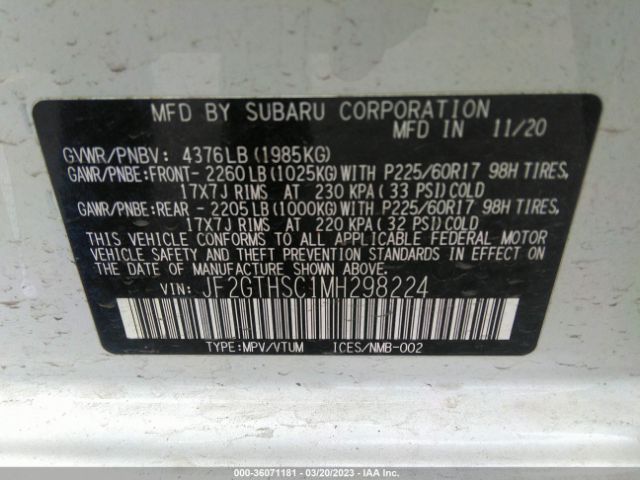 MFD BY SUBARU CORPORATION
MFD IN 11/20
GVWR/PNBV: 4376LB (1985KG)
GAWR/PNBE:FRONT- 2260LB (1025KG)WITH P225/60R17 98H TIRES,
17X7J RIMS AT 230 KPA ( 33 PSI) COLD
GAWR/PNBE:REAR - 2205LB (1000KG)WITH P225/60R17 98H TIRES,
17X7J RIMS AT 220 KPA ( 32 PSI) COLD
THIS VEHICLE CONFORMS TO ALL APPLICABLE FEDERAL MOTOR
VEHICLE SAFETY AND THEFT PREVENTION STANDARDS IN EFFECT
ON THE DATE OF MANUFACTURE SHOWN ABOVE.
VIN: JF2GTHSC1MH298224
TYPE:MPV/VTUM ICES/NMB-002
000-36071181 - 03/20/2023 - IAA Inc.